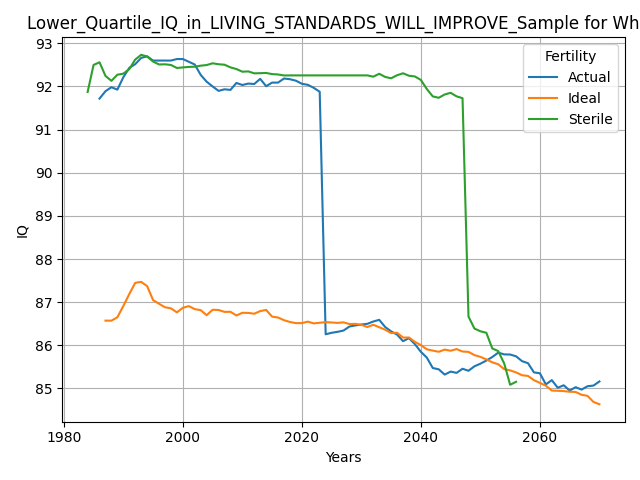 Lower_Quartile_IQ_in_LIVING_STANDARDS_WILL_IMPROVE_Sample for Wh
93
92
91
90
89
88
87
86
85
IQ
Fertility
Actual
Ideal
Sterile
1980 2000 2020 2040 2060
Years